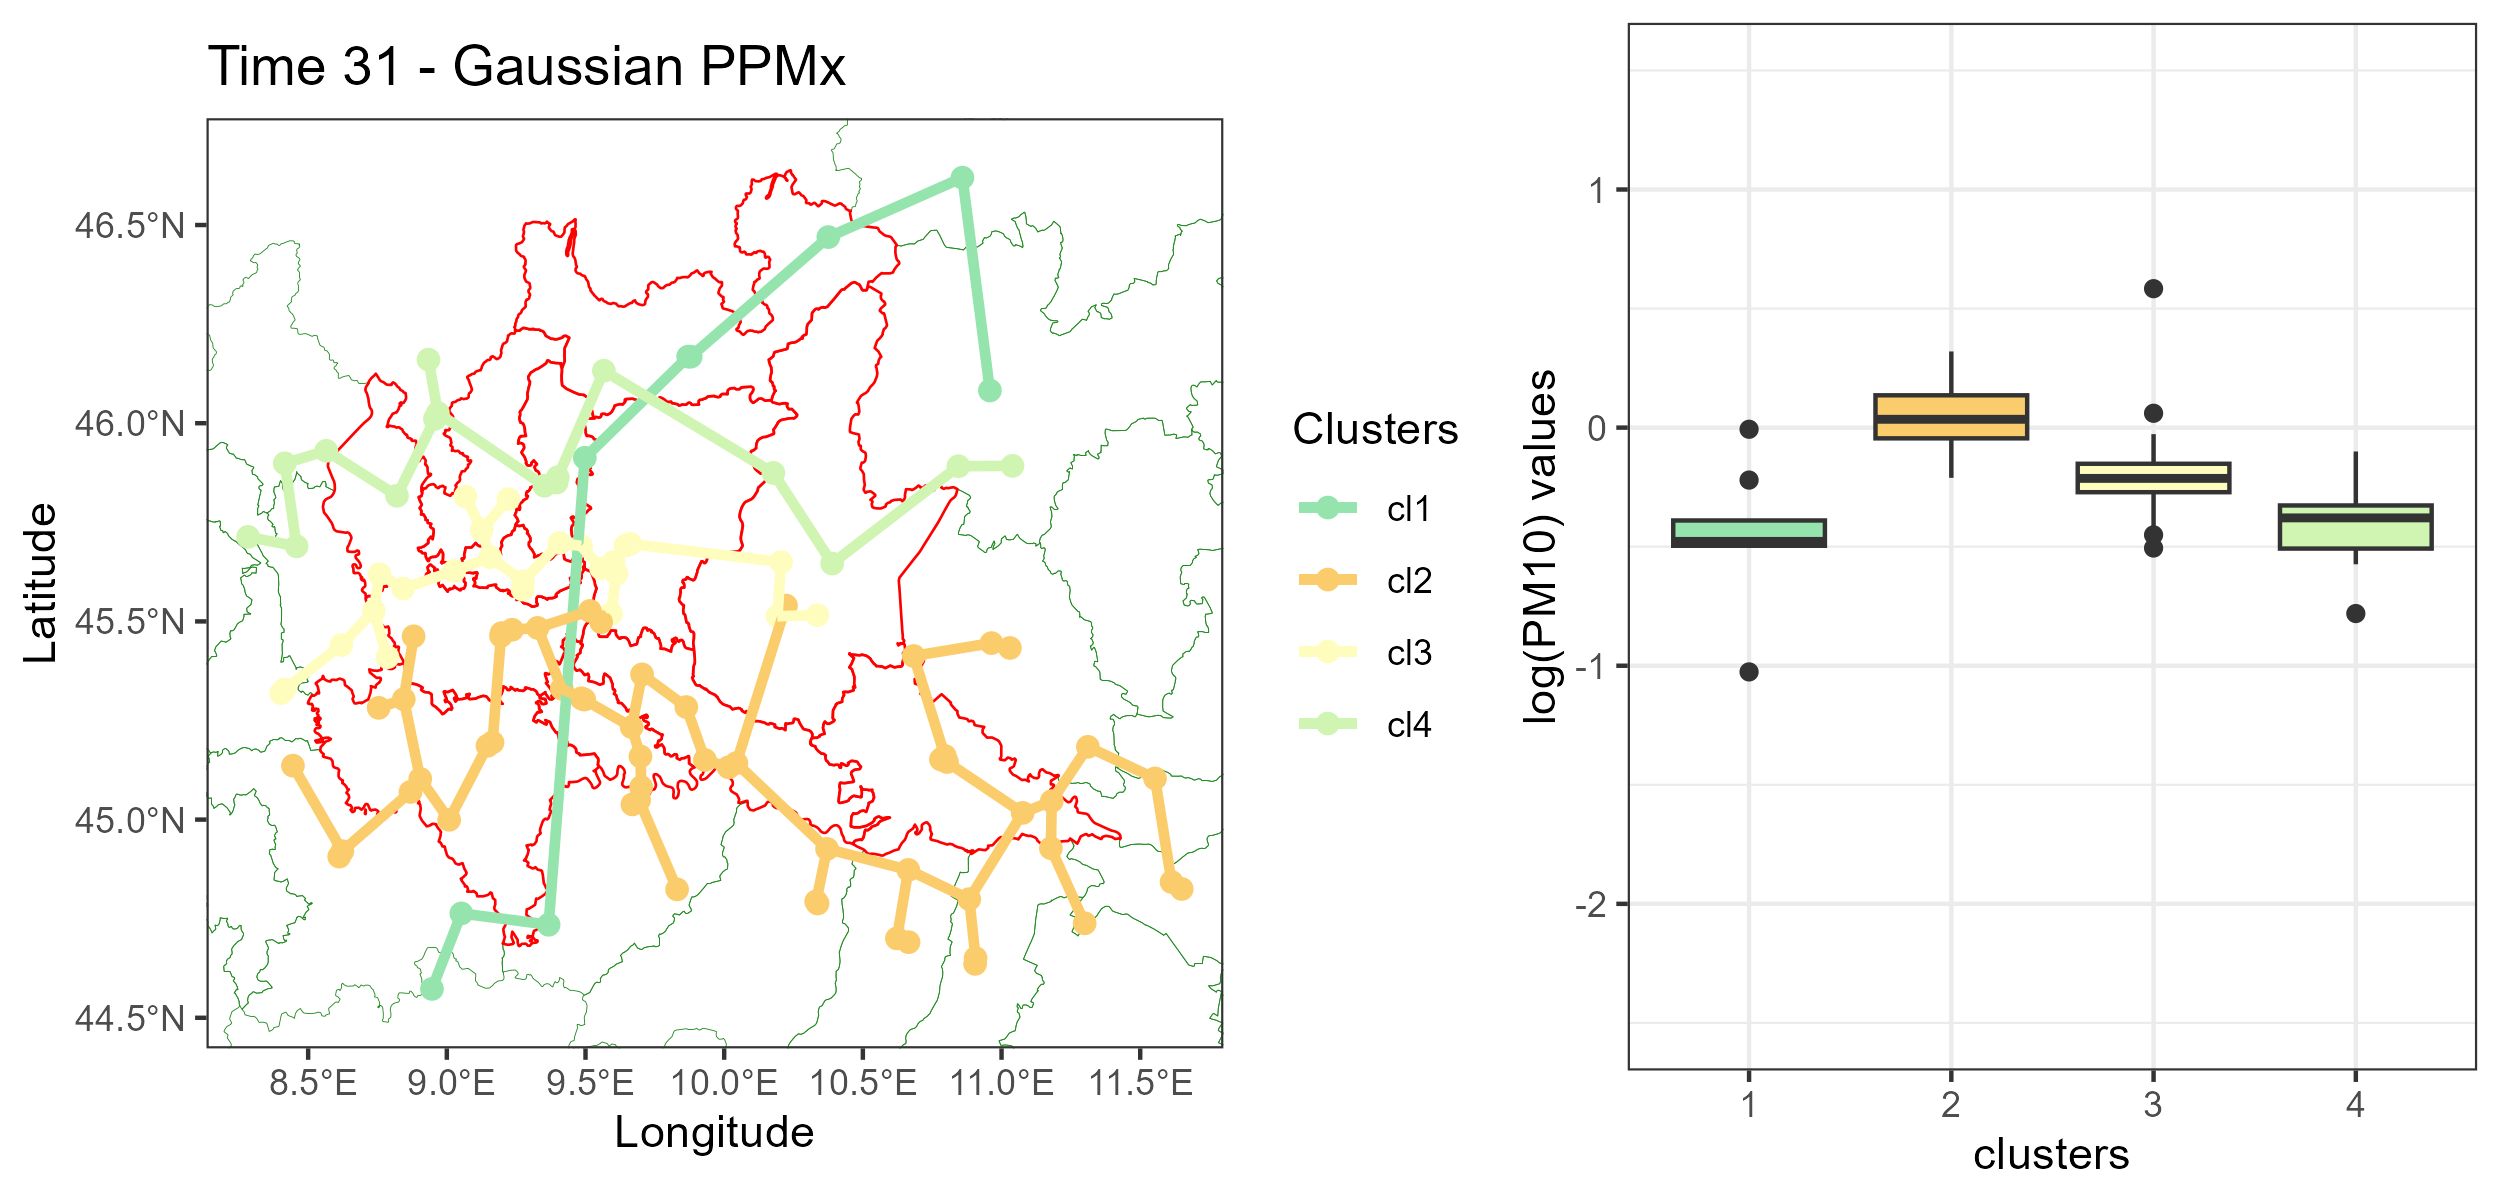 Time 31 - Gaussian PPMx
Latitude
46.5°N
46.0°N
45.5°N
45.0°N
44.5°N
8.5°E
9.0°E
9.5°E
10.0°E
10.5°E
11.0°E
11.5°E
Longitude
Clusters
cl1
cl2
cl3
cl4
log(PM10) values
1
0
-1
-2
1
2
3
4
clusters